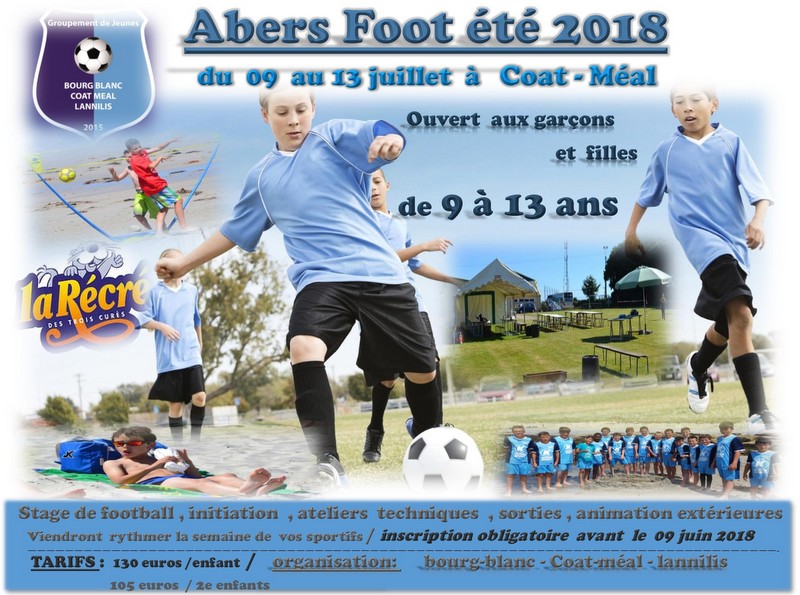 Groupement de Jeunes
BOURG BLANC
COAT MEAL
LANNILIS
2015
Abers Foot été 2018
du 09 au 13 juillet à Coat - Méal
Ouvert aux garçons
et filles
de 9 à 13 ans
la Récré
DES TROIS CURÉS
Stage de football , initiation , ateliers techniques , sorties , animation extérieures
Viendront rythmer la semaine de vos sportifs / inscription obligatoire avant le 09 juin 2018
TARIFS : 130 euros /enfant / organisation: bourg-blanc - Coat-méal - lannilis
105 euros / 2e enfants